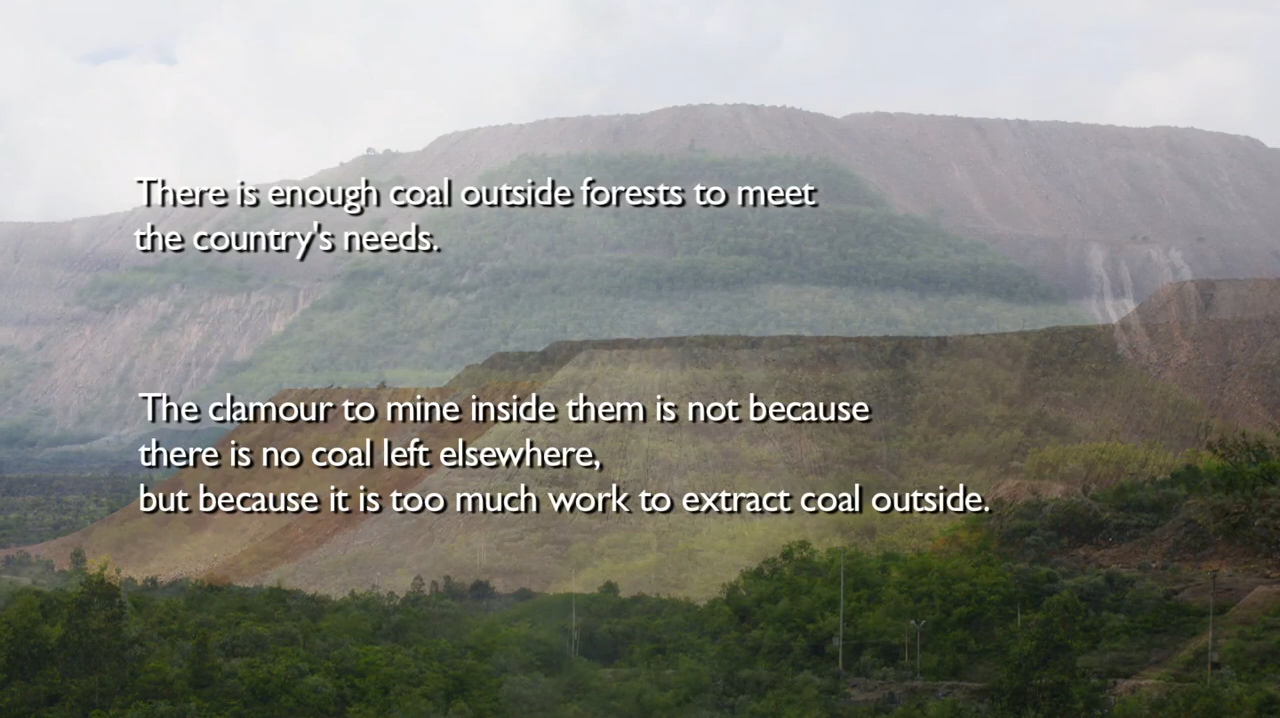 There is enough coal outside forests to meet
the country's needs.
The clamour to mine inside them is not because
there is no coal left elsewhere,
but because it is too much work to extract coal outside.